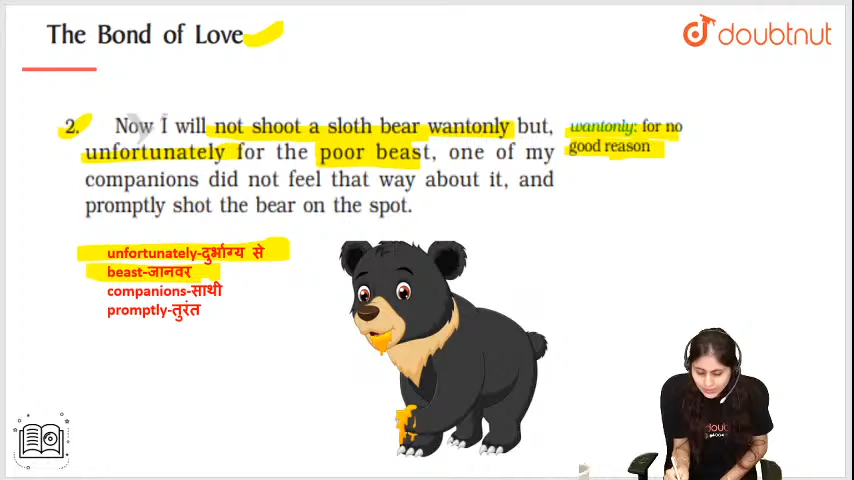 The Bond of Love
doubtnut
2. Now I will not shoot a sloth bear wantonly but,
unfortunately for the poor beast, one of my
companions did not feel that way about it, and
promptly shot the bear on the spot.
wantonly: for no
good reason
unfortunately-दुर्भाग्य से
beast-जानवर
companions-साथी
promptly-तुरंत